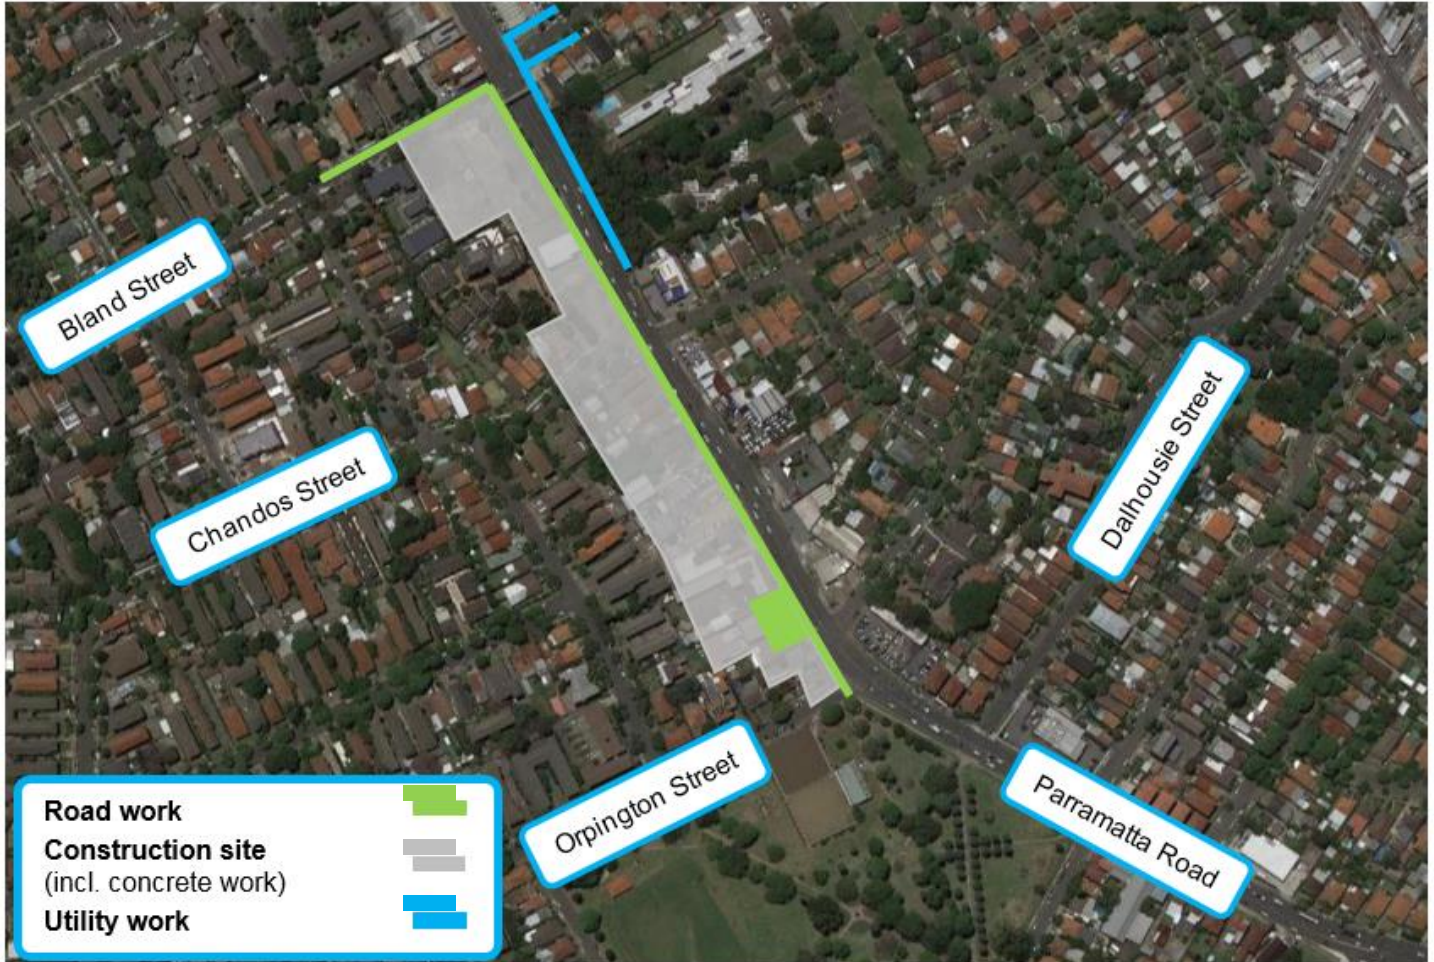 Bland Street
Chandos Street
Dalhousie Street
Orpington Street
Parramatta Road
Road work
Construction site
(incl. concrete work)
Utility work